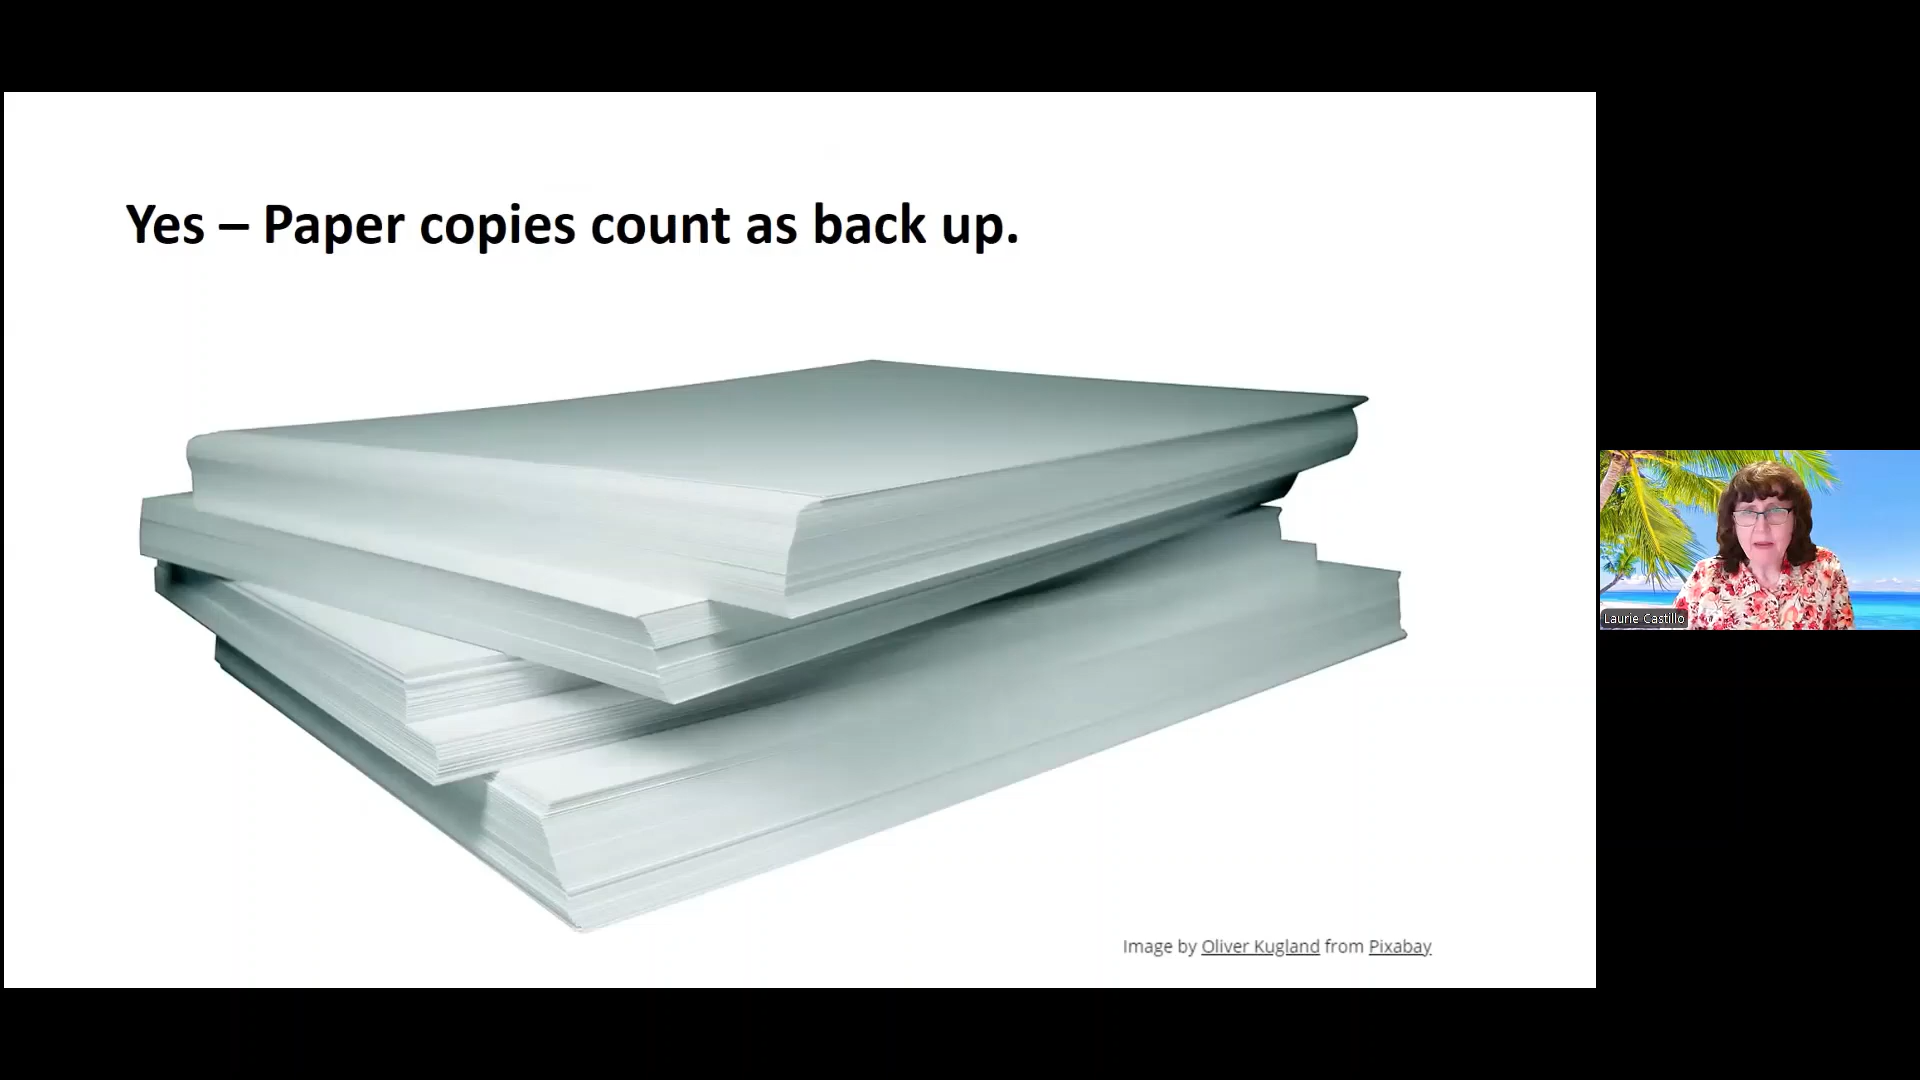 Yes – Paper copies count as back up.
Laurie Castillo
Image by Oliver Kugland from Pixabay